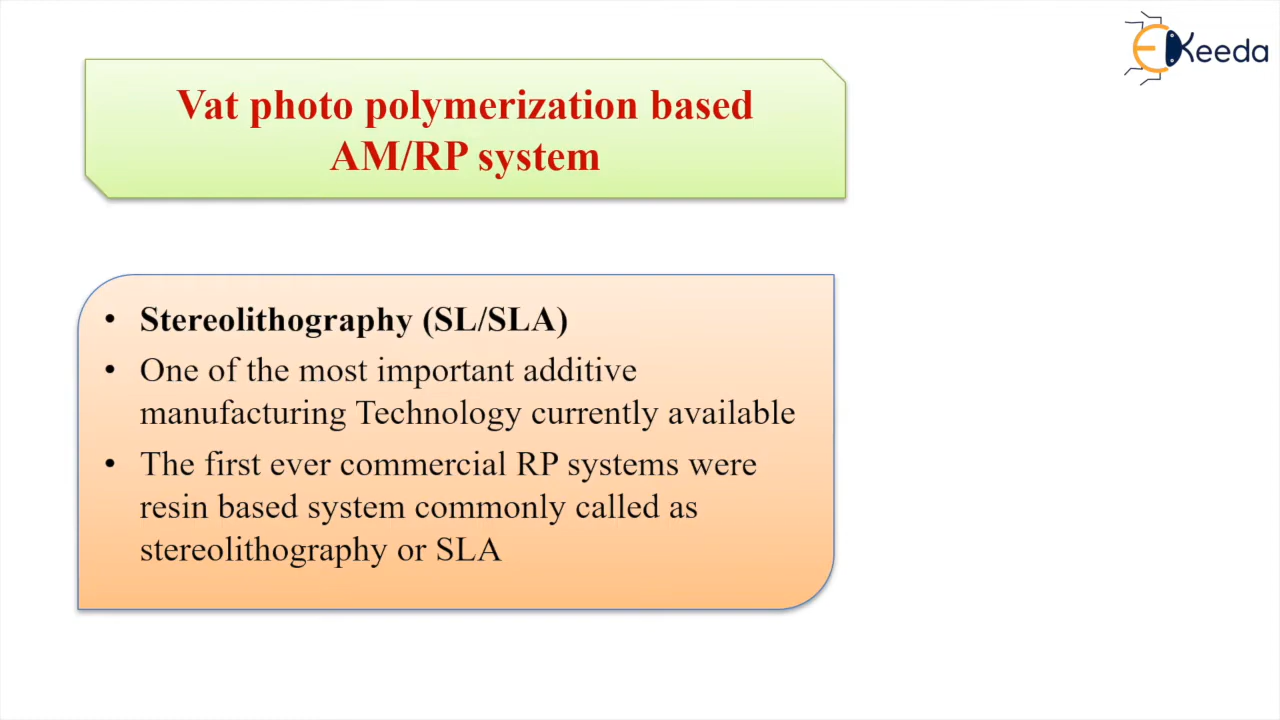 EKeeda
Vat photo polymerization based
AM/RP system
• Stereolithography (SL/SLA)
• One of the most important additive
manufacturing Technology currently available
• The first ever commercial RP systems were
resin based system commonly called as
stereolithography or SLA